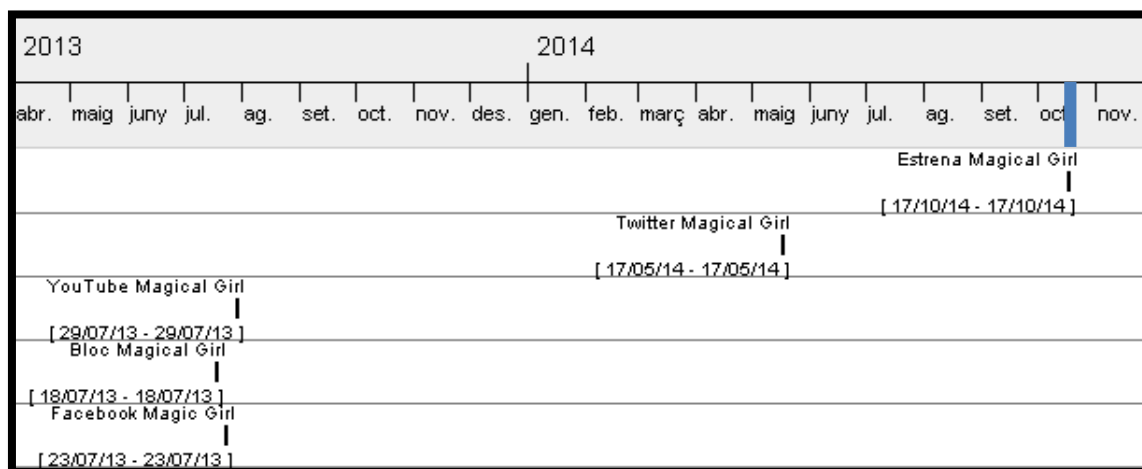 2013 2014
abr. maig juny jul. ag. set. oct. nov. des. gen. feb. març abr. maig juny jul. ag. set. oct nov.
Estrena Magical Girl
[ 17/10/14 - 17/10/14 ]
Twitter Magical Girl
[ 17/05/14 - 17/05/14 ]
YouTube Magical Girl
[ 29/07/13 - 29/07/13 ]
Bloc Magical Girl
[ 18/07/13 - 18/07/13 ]
Facebook Magic Girl
[ 23/07/13 - 23/07/13 ]